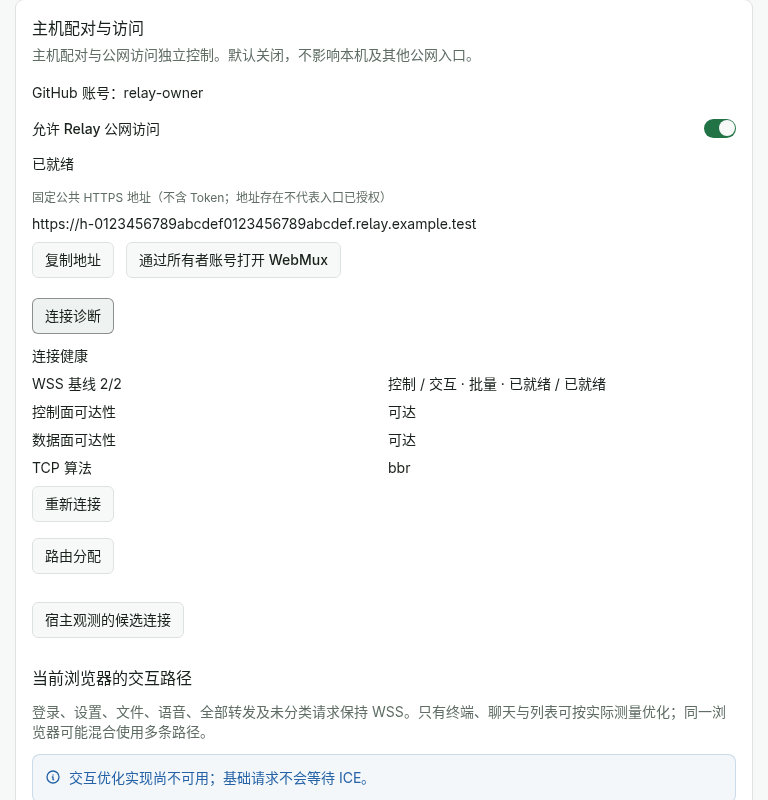 主机配对与访问
主机配对与公网访问独立控制。默认关闭，不影响本机及其他公网入口。
GitHub 账号：relay-owner
允许 Relay 公网访问
已就绪
固定公共 HTTPS 地址（不含 Token；地址存在不代表入口已授权）
https://h-0123456789abcdef0123456789abcdef.relay.example.test
复制地址 通过所有者账号打开 WebMux
连接诊断
连接健康
WSS 基线 2/2 控制 / 交互 · 批量 · 已就绪 / 已就绪
控制面可达性 可达
数据面可达性 可达
TCP 算法 bbr
重新连接
路由分配
宿主观测的候选连接
当前浏览器的交互路径
登录、设置、文件、语音、全部转发及未分类请求保持 WSS。只有终端、聊天与列表可按实际测量优化；同一浏
览器可能混合使用多条路径。
交互优化实现尚不可用；基础请求不会等待 ICE。